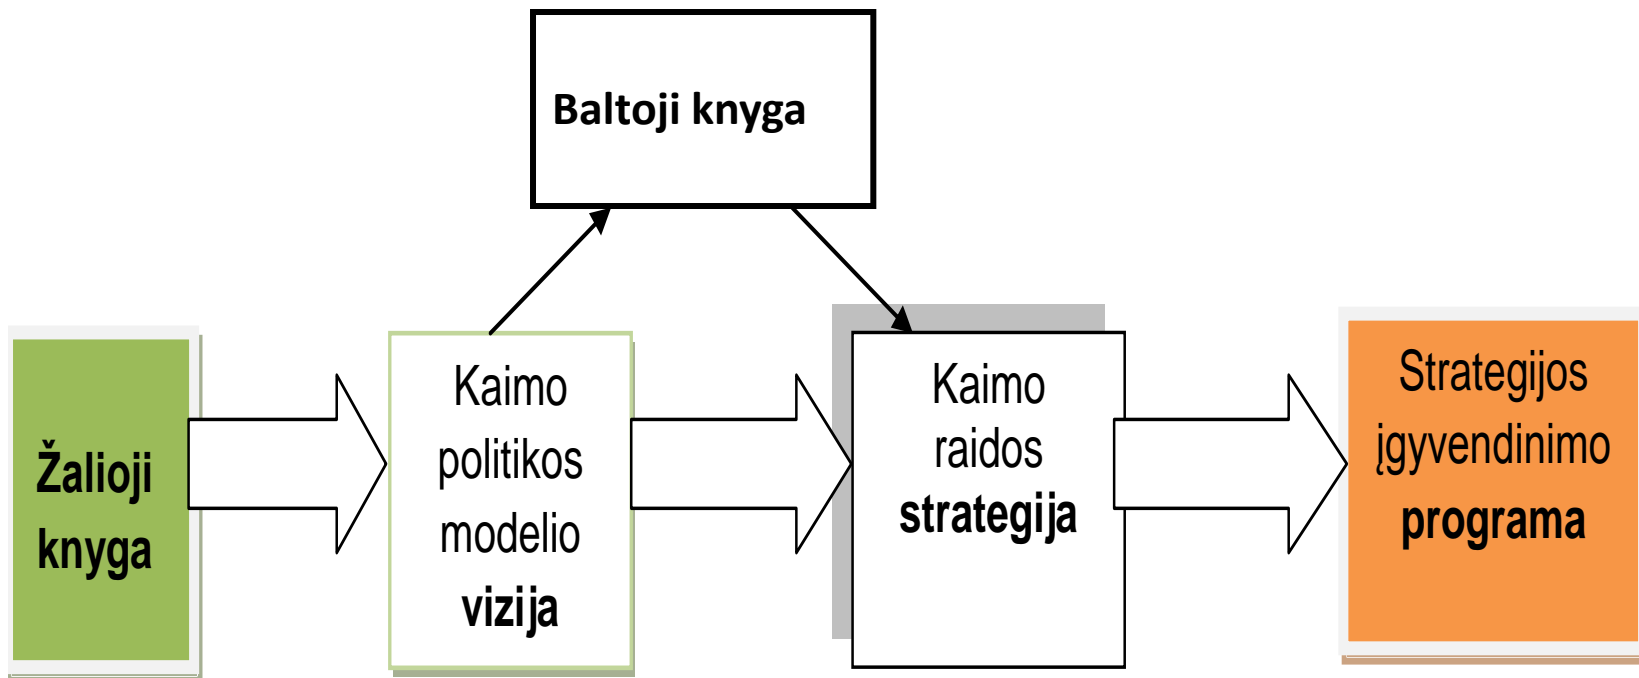 Baltoji knyga
Žalioji
knyga
Kaimo
politikos
modelio
vizija
Kaimo
raidos
strategija
Strategijos
įgyvendinimo
programa